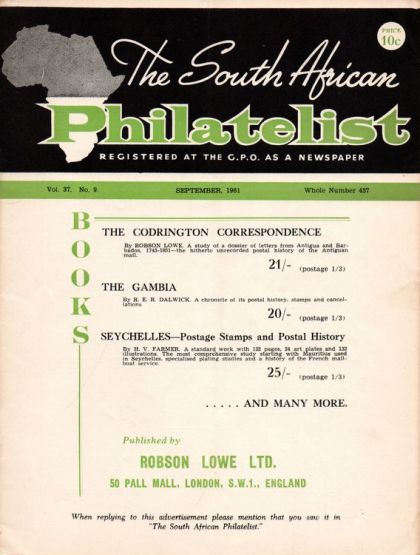 PRICE
10c
The South African
Philatelist
REGISTERED AT THE G.P.O. AS A NEWSPAPER
Vol. 37, No. 9. SEPTEMBER, 1961 Whole Number 437
BOOKS
THE CODRINGTON CORRESPONDENCE
By ROBSON LOWE. A study of a dossier of letters from Antigua and Bar-
bados, 1743-1851—the hitherto unrecorded postal history of the Antiguan
mail.
21/- (postage 1/3)
THE GAMBIA
By H. E. R. DALWICK. A chronicle of its postal history, stamps and cancel-
lations
20/- (postage 1/3)
SEYCHELLES—Postage Stamps and Postal History
By H. V. FARMER. A standard work with 132 pages, 24 art plates and 132
illustrations. The most comprehensive study starting with Mauritius used
in Seychelles, specialised plating studies and a history of the French mail-
boat service.
25/- (postage 1/3)
. . . . . AND MANY MORE.
Published by
ROBSON LOWE LTD.
50 PALL MALL, LONDON, S.W.1., ENGLAND
When replying to this advertisement please mention that you saw it in
"The South African Philatelist."